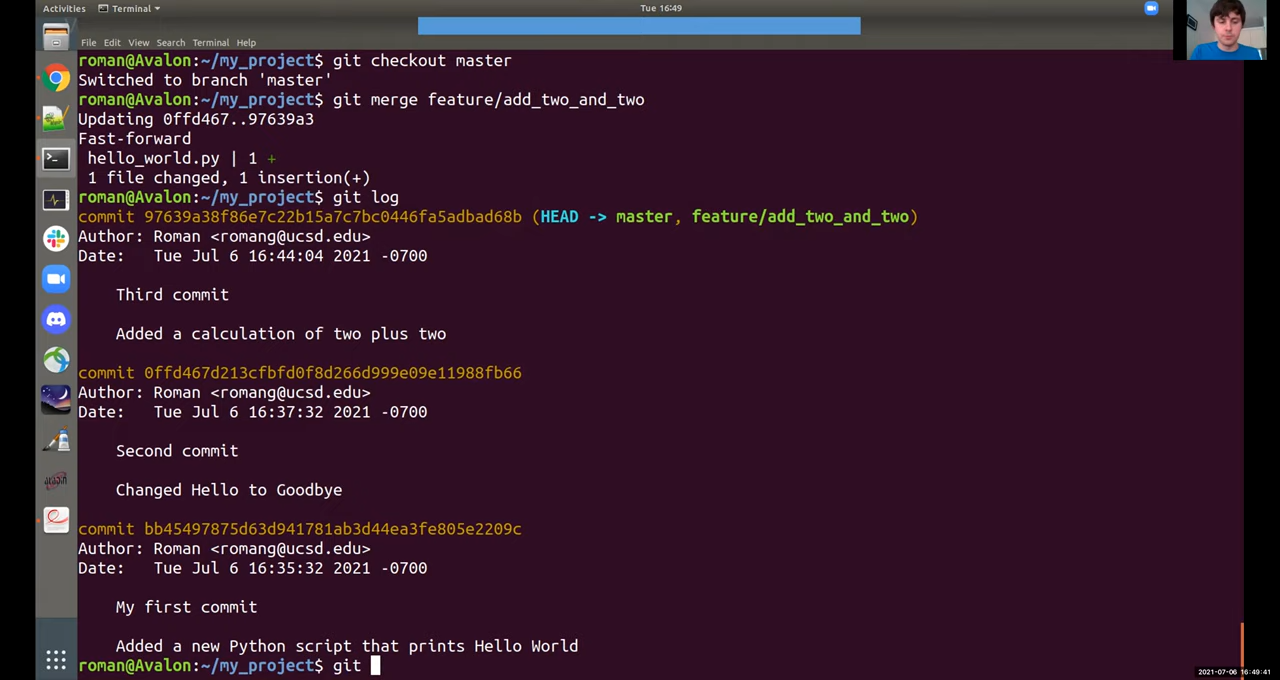 Activities
Terminal
Tue 16:49
File Edit View Search Terminal Help
roman@Avalon:~/my_project$ git checkout master
Switched to branch 'master'
roman@Avalon:~/my_project$ git merge feature/add_two_and_two
Updating 0ffd467..97639a3
Fast-forward
hello_world.py | 1 +
1 file changed, 1 insertion(+)
roman@Avalon:~/my_project$ git log
commit 97639a38f86e7c22b15a7c7bc0446fa5adbad68b (HEAD -> master, feature/add_two_and_two)
Author: Roman <romang@ucsd.edu>
Date:   Tue Jul 6 16:44:04 2021 -0700
Third commit
Added a calculation of two plus two
commit 0ffd467d213cfbfd0f8d266d999e09e11988fb66
Author: Roman <romang@ucsd.edu>
Date:   Tue Jul 6 16:37:32 2021 -0700
Second commit
Changed Hello to Goodbye
commit bb45497875d63d941781ab3d44ea3fe805e2209c
Author: Roman <romang@ucsd.edu>
Date:   Tue Jul 6 16:35:32 2021 -0700
My first commit
Added a new Python script that prints Hello World
roman@Avalon:~/my_project$ git
2021-07-06 16:49:41